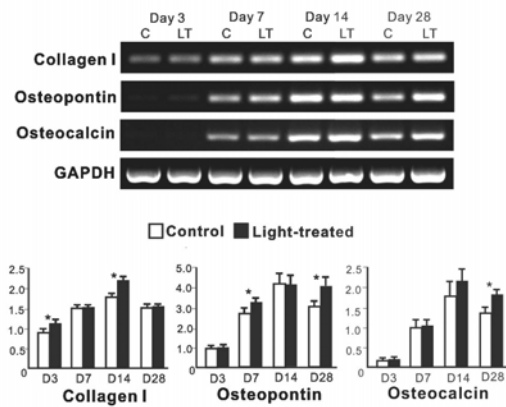 Day 3 Day 7 Day 14 Day 28
C LT C LT C LT C LT
Collagen I
Osteopontin
Osteocalcin
GAPDH
Control Light-treated
2.5
2.0
1.5
1.0
0.5
0
*
*
D3 D7 D14 D28
Collagen I
5.0
4.0
3.0
2.0
1.0
0
*
*
D3 D7 D14 D28
Osteopontin
2.5
2.0
1.5
1.0
0.5
0
*
D3 D7 D14 D28
Osteocalcin